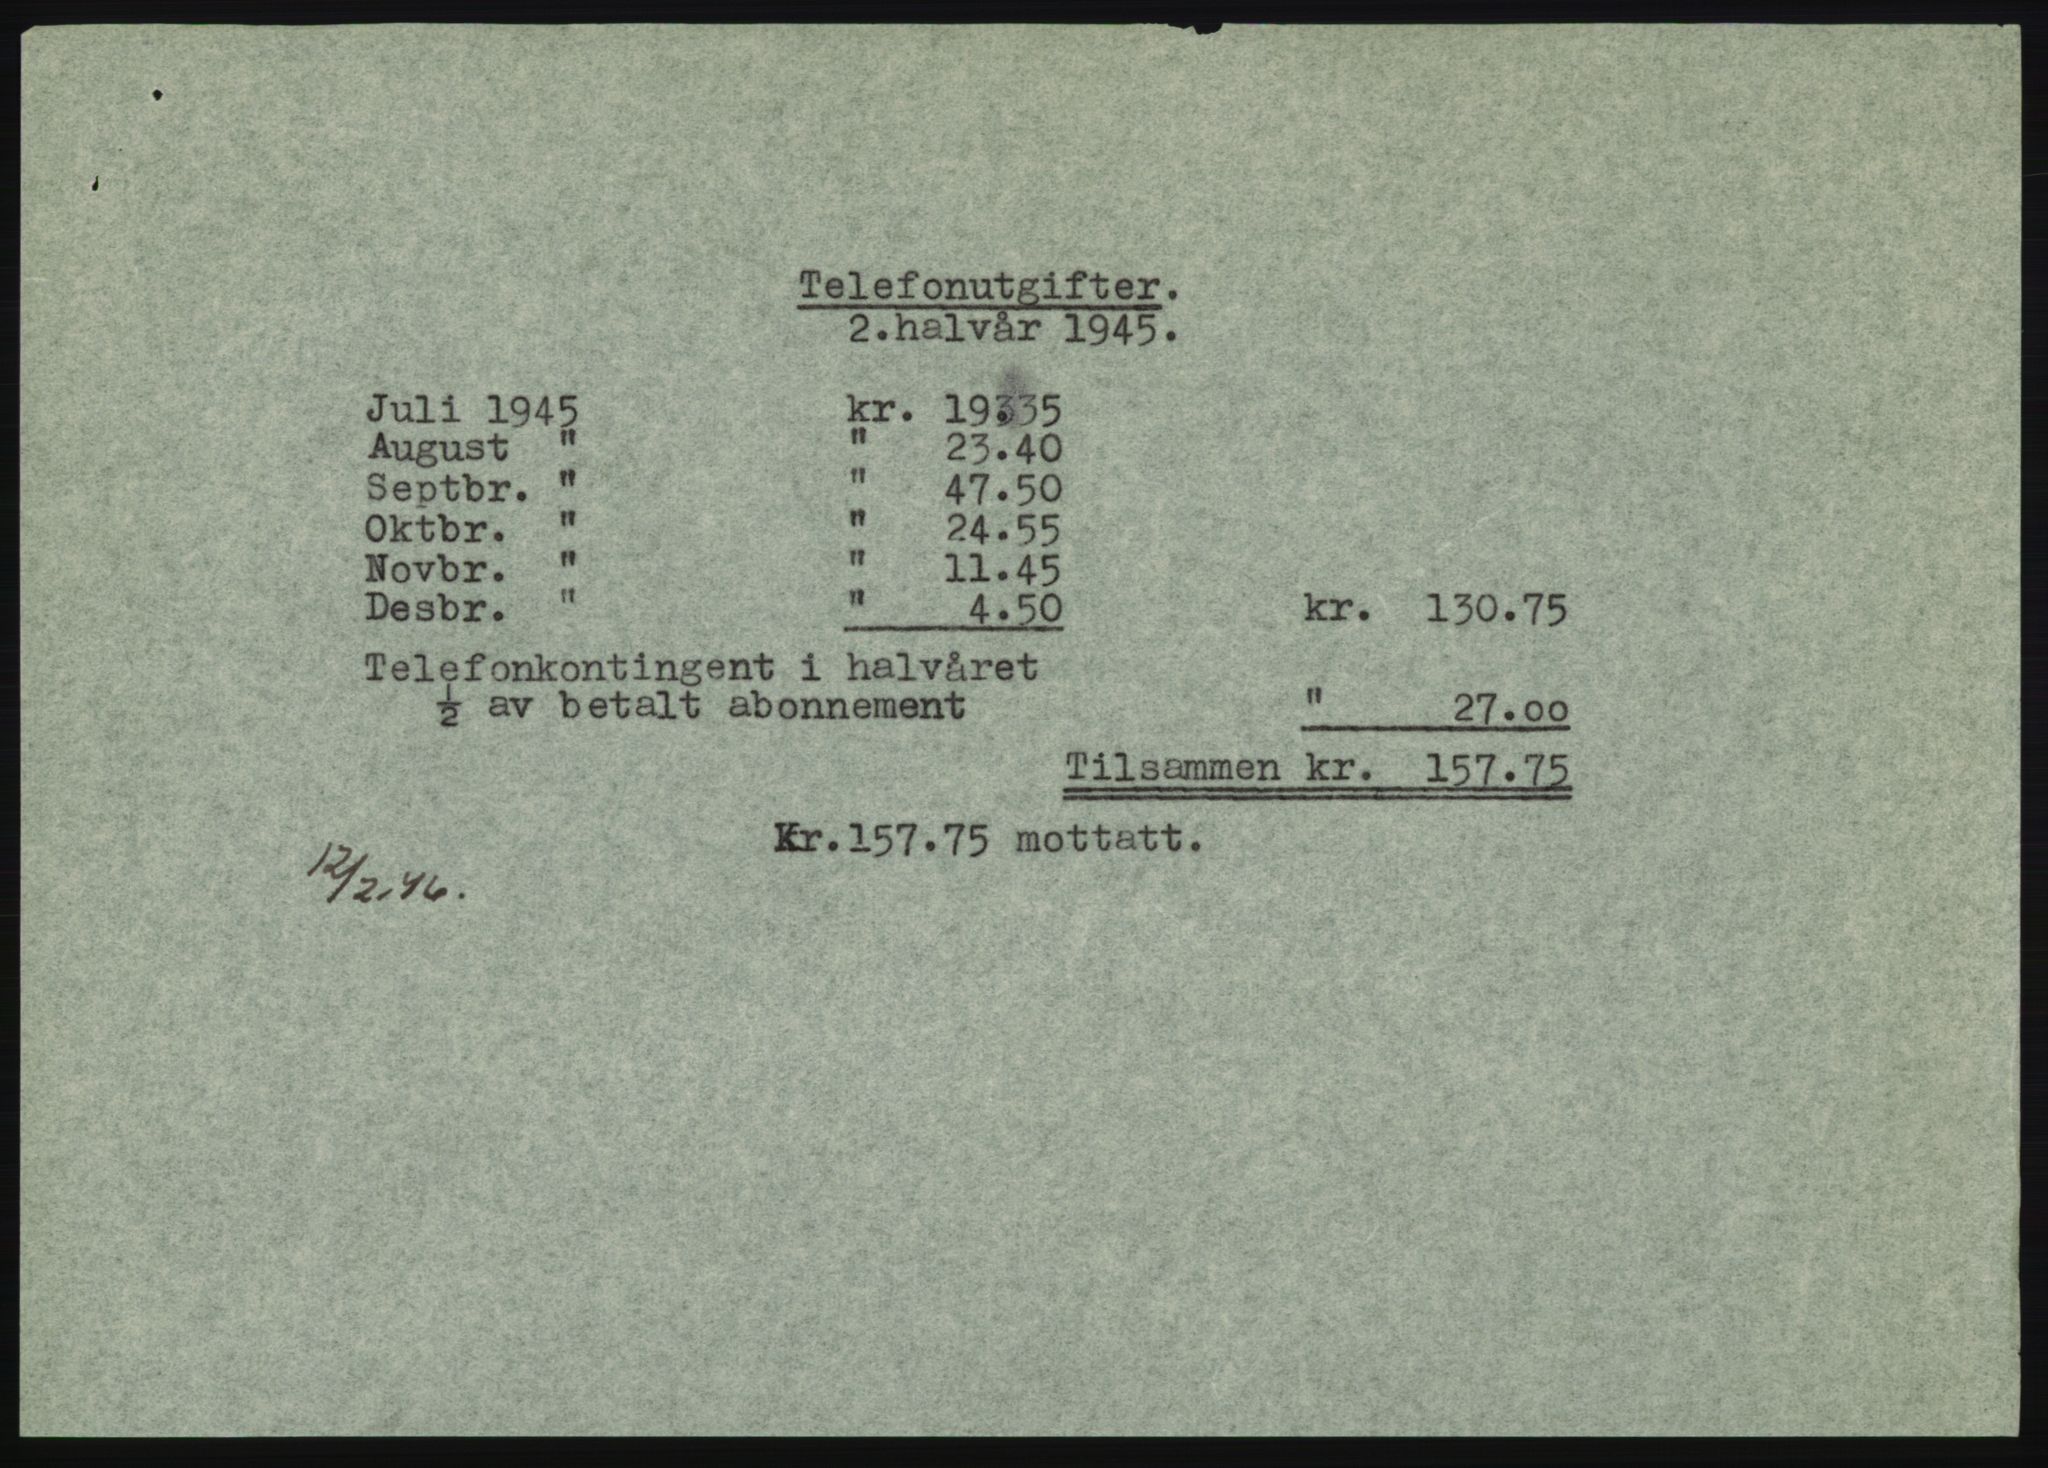 Telefonutgifter.
2.halvår 1945.
Juli 1945 kr. 19.35
August " " 23.40
Septbr. " " 47.50
Oktbr. " " 24.55
Novbr. " " 11.45
Desbr. " " 4.50 kr. 130.75
Telefonkontingent i halvåret
½ av betalt abonnement " 27.oo
Tilsammen kr. 157.75
Kr.157.75 mottatt.
12/2.46.